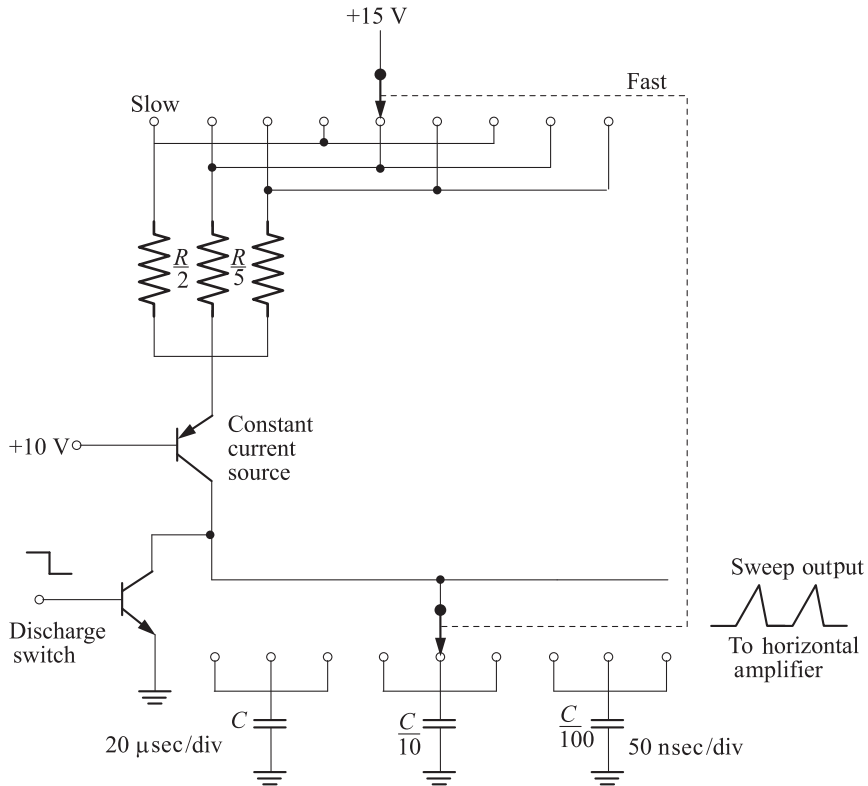 +15 V
Slow
Fast
R
2
R
5
+10 V
Constant
current
source
Discharge
switch
Sweep output
To horizontal
amplifier
C
20 μsec/div
C
10
C
100
50 nsec/div